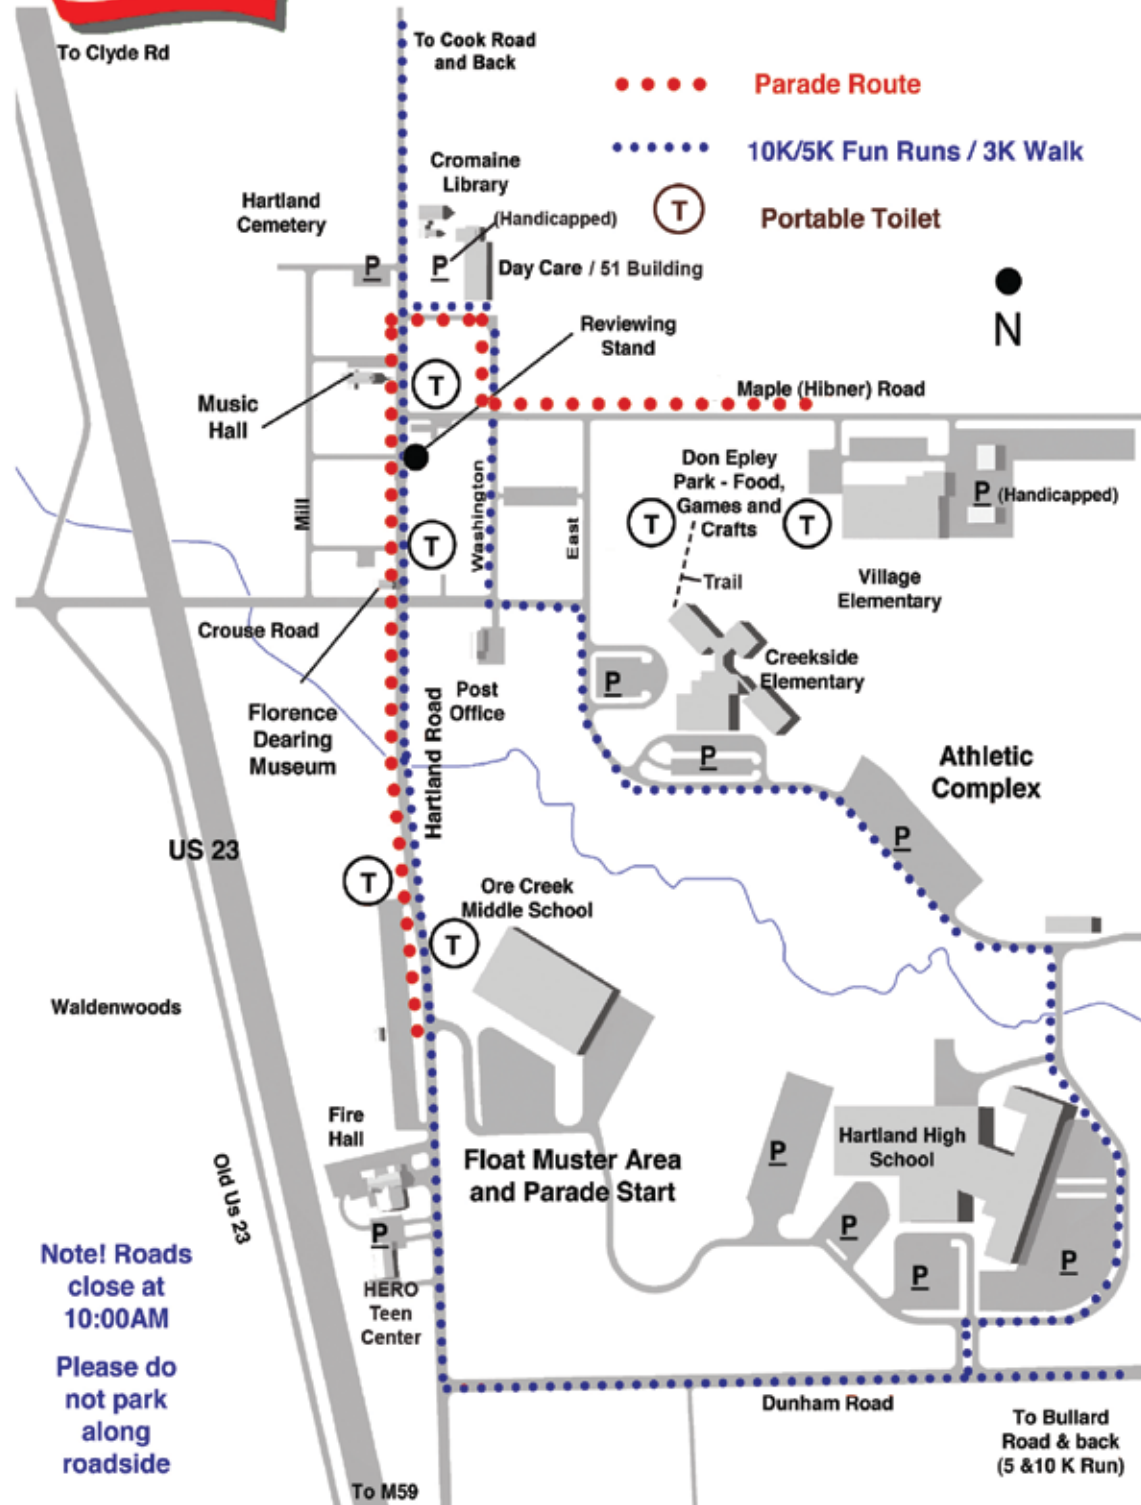 To Clyde Rd
To Cook Road
and Back
Parade Route
10K/5K Fun Runs / 3K Walk
T
Portable Toilet
N
Cromaine
Library
(Handicapped)
Hartland
Cemetery
P
P
Day Care / 51 Building
Reviewing
Stand
T
Maple (Hibner) Road
Music
Hall
Don Epley
Park - Food,
Games and
Crafts
T
T
P
(Handicapped)
Mill
Washington
East
T
Trail
Village
Elementary
Crouse Road
Creekside
Elementary
P
Post
Office
Florence
Dearing
Museum
Hartland Road
P
Athletic
Complex
P
US 23
T
Ore Creek
Middle School
T
Waldenwoods
Fire
Hall
Hartland High
School
P
Float Muster Area
and Parade Start
Old Us 23
P
P
P
P
HERO
Teen
Center
Note! Roads
close at
10:00AM
Please do
not park
along
roadside
Dunham Road
To Bullard
Road & back
(5 &10 K Run)
To M59